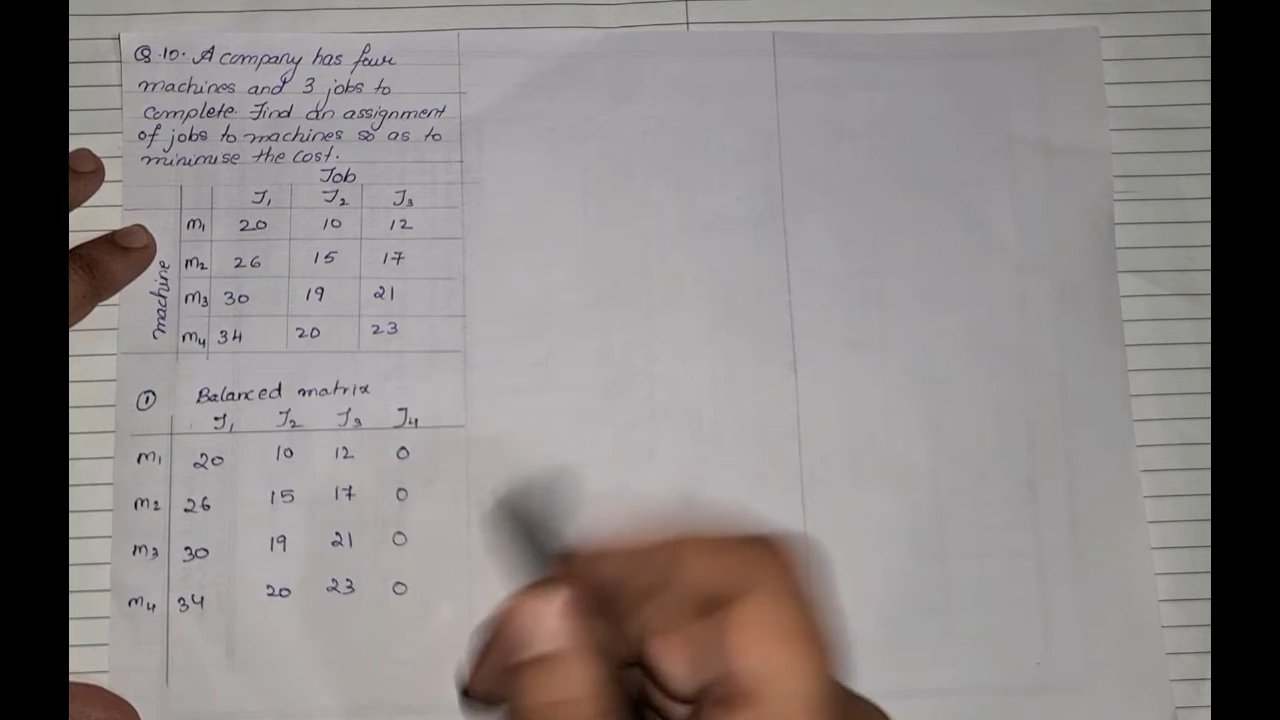 Q.10. A company has four
machines and 3 jobs to
complete. Find an assignment
of jobs to machines so as to
minimise the cost.
Job
J₁ J₂ J₃
machine
m₁ 20 10 12
m₂ 26 15 17
m₃ 30 19 21
m₄ 34 20 23
① Balanced matrix
J₁ J₂ J₃ J₄
m₁ 20 10 12 0
m₂ 26 15 17 0
m₃ 30 19 21 0
m₄ 34 20 23 0